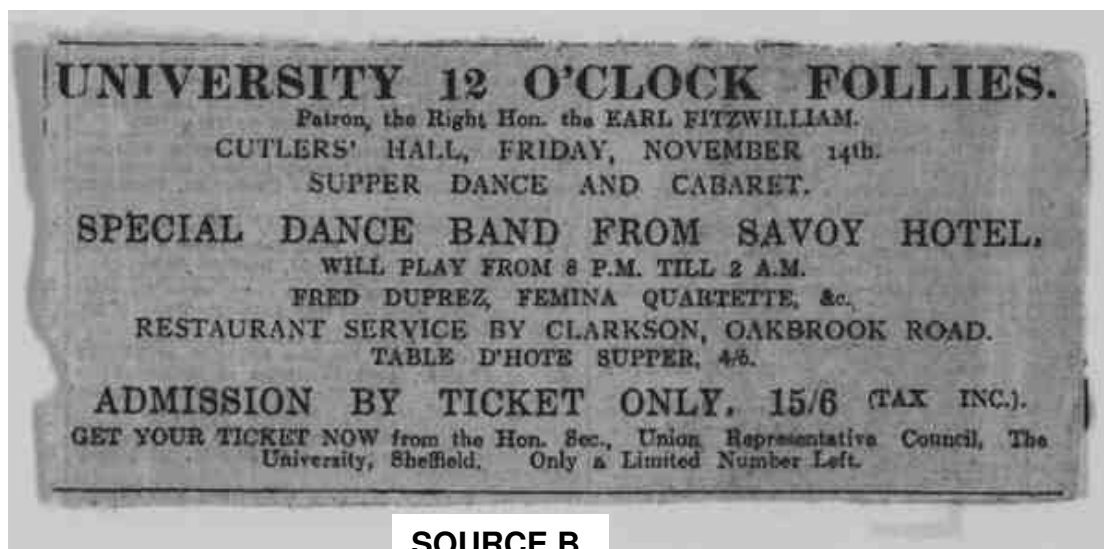 UNIVERSITY 12 O'CLOCK FOLLIES.
Patron, the Right Hon. the EARL FITZWILLIAM.
CUTLERS' HALL, FRIDAY, NOVEMBER 14th.
SUPPER DANCE AND CABARET.
SPECIAL DANCE BAND FROM SAVOY HOTEL,
WILL PLAY FROM 8 P.M. TILL 2 A.M.
FRED DUPREZ, FEMINA QUARTETTE, &c.,
RESTAURANT SERVICE BY CLARKSON, OAKBROOK ROAD.
TABLE D'HOTE SUPPER, 4/6.
ADMISSION BY TICKET ONLY, 15/6 (TAX INC.).
GET YOUR TICKET NOW from the Hon. Sec., Union Representative Council, The
University, Sheffield. Only a Limited Number Left.
SOURCE B